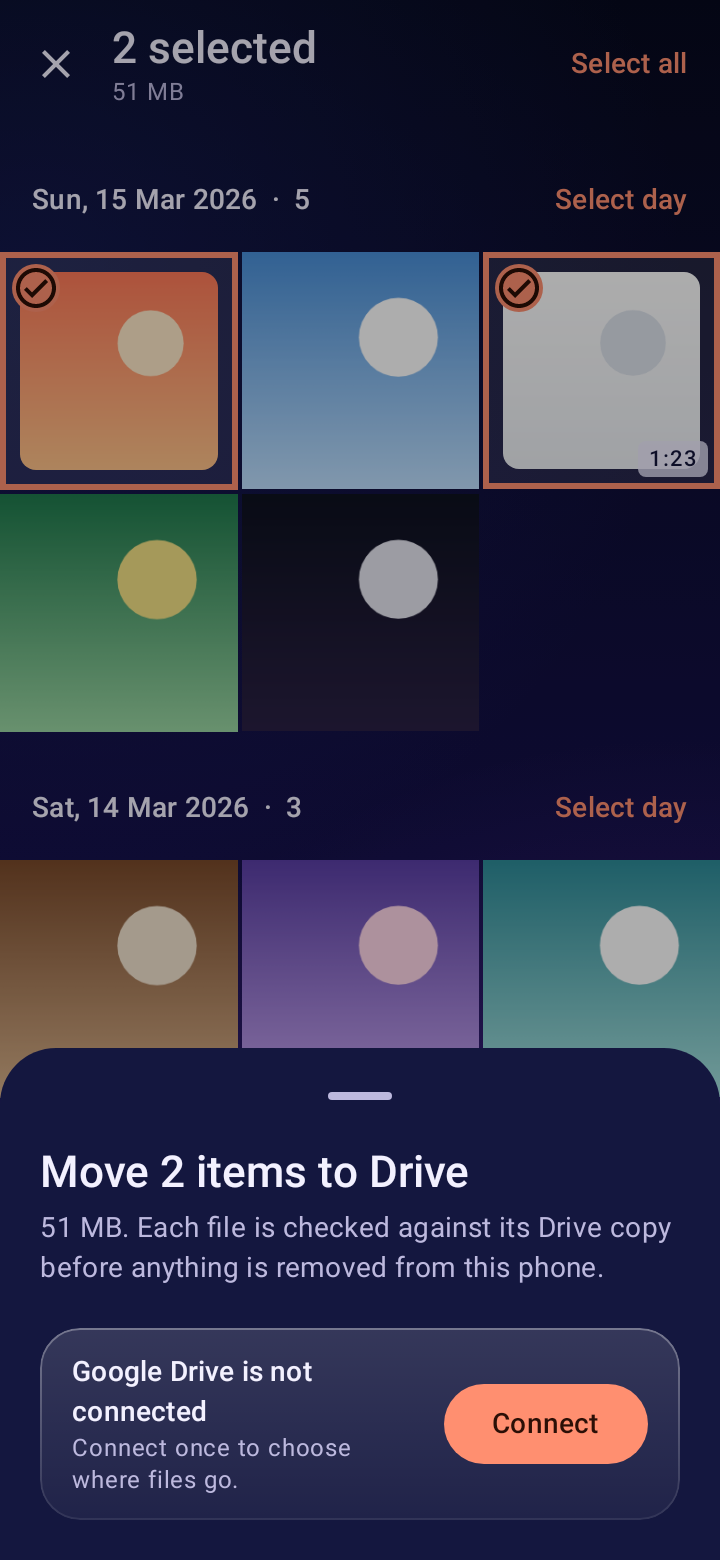 2 selected
51 MB
Select all
Sun, 15 Mar 2026 · 5
Select day
1:23
Sat, 14 Mar 2026 · 3
Select day
Move 2 items to Drive
51 MB. Each file is checked against its Drive copy
before anything is removed from this phone.
Google Drive is not
connected
Connect once to choose
where files go.
Connect